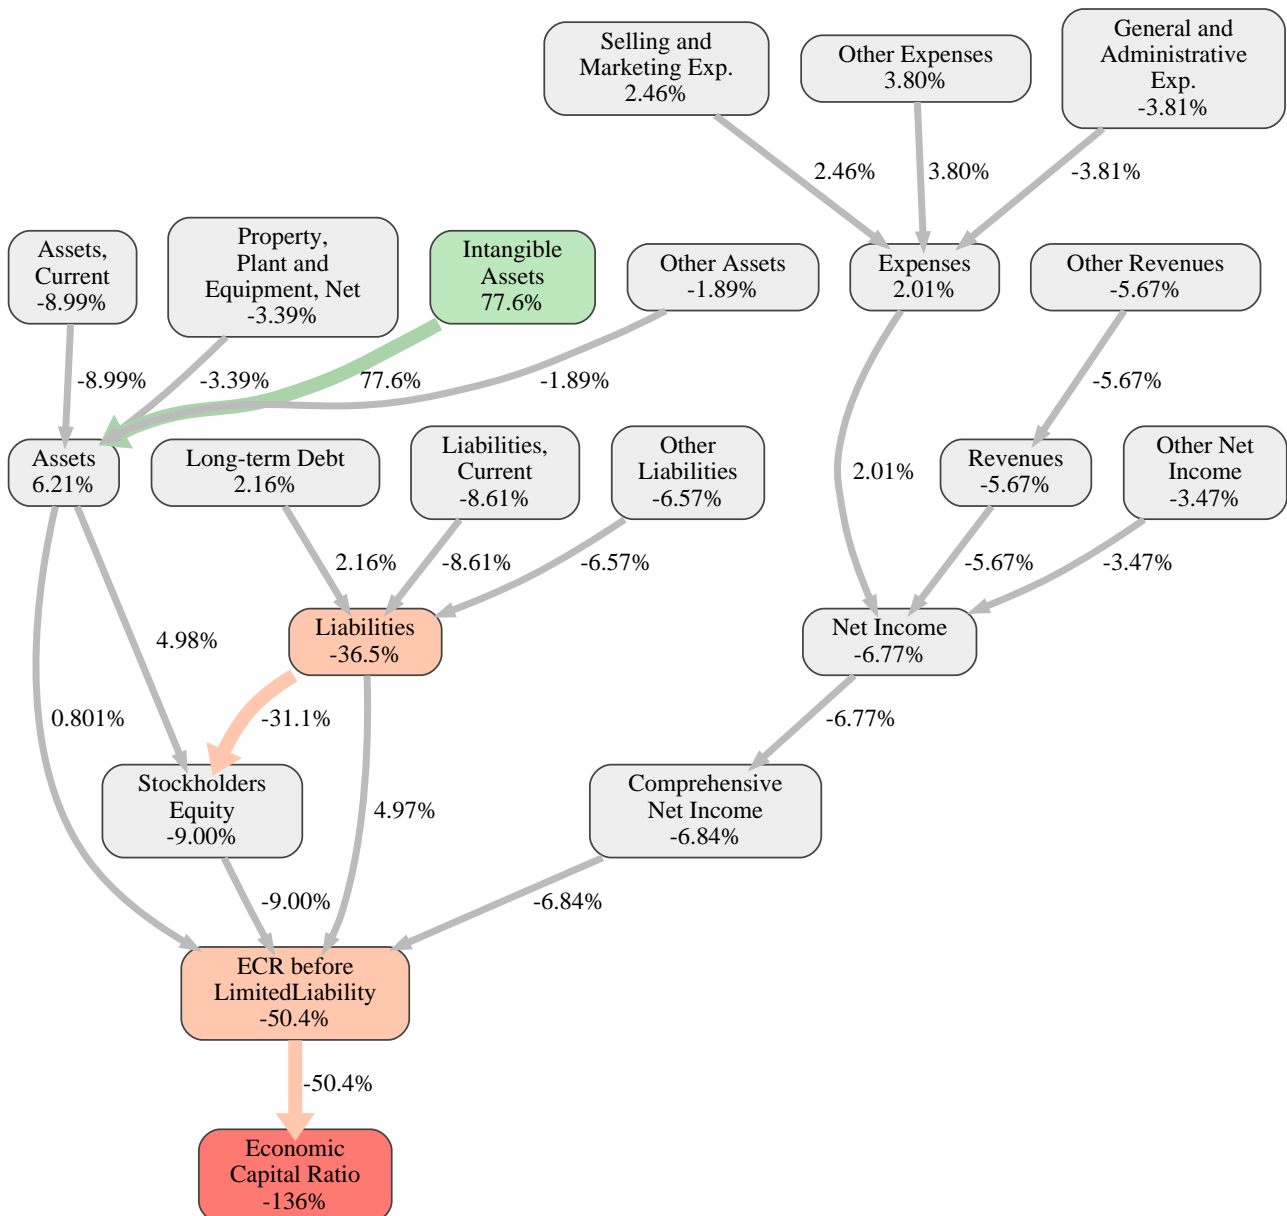 Selling and
Marketing Exp.
2.46%
Other Expenses
3.80%
General and
Administrative
Exp.
-3.81%
2.46%
3.80%
-3.81%
Assets,
Current
-8.99%
Property,
Plant and
Equipment, Net
-3.39%
Intangible
Assets
77.6%
Other Assets
-1.89%
Expenses
2.01%
Other Revenues
-5.67%
-8.99%
-3.39%
77.6%
-1.89%
-5.67%
Assets
6.21%
Long-term Debt
2.16%
Liabilities,
Current
-8.61%
Other
Liabilities
-6.57%
2.01%
Revenues
-5.67%
Other Net
Income
-3.47%
2.16%
-8.61%
-6.57%
-5.67%
-3.47%
4.98%
Liabilities
-36.5%
Net Income
-6.77%
0.801%
-31.1%
-6.77%
Stockholders
Equity
-9.00%
4.97%
Comprehensive
Net Income
-6.84%
-9.00%
-6.84%
ECR before
LimitedLiability
-50.4%
-50.4%
Economic
Capital Ratio
-136%